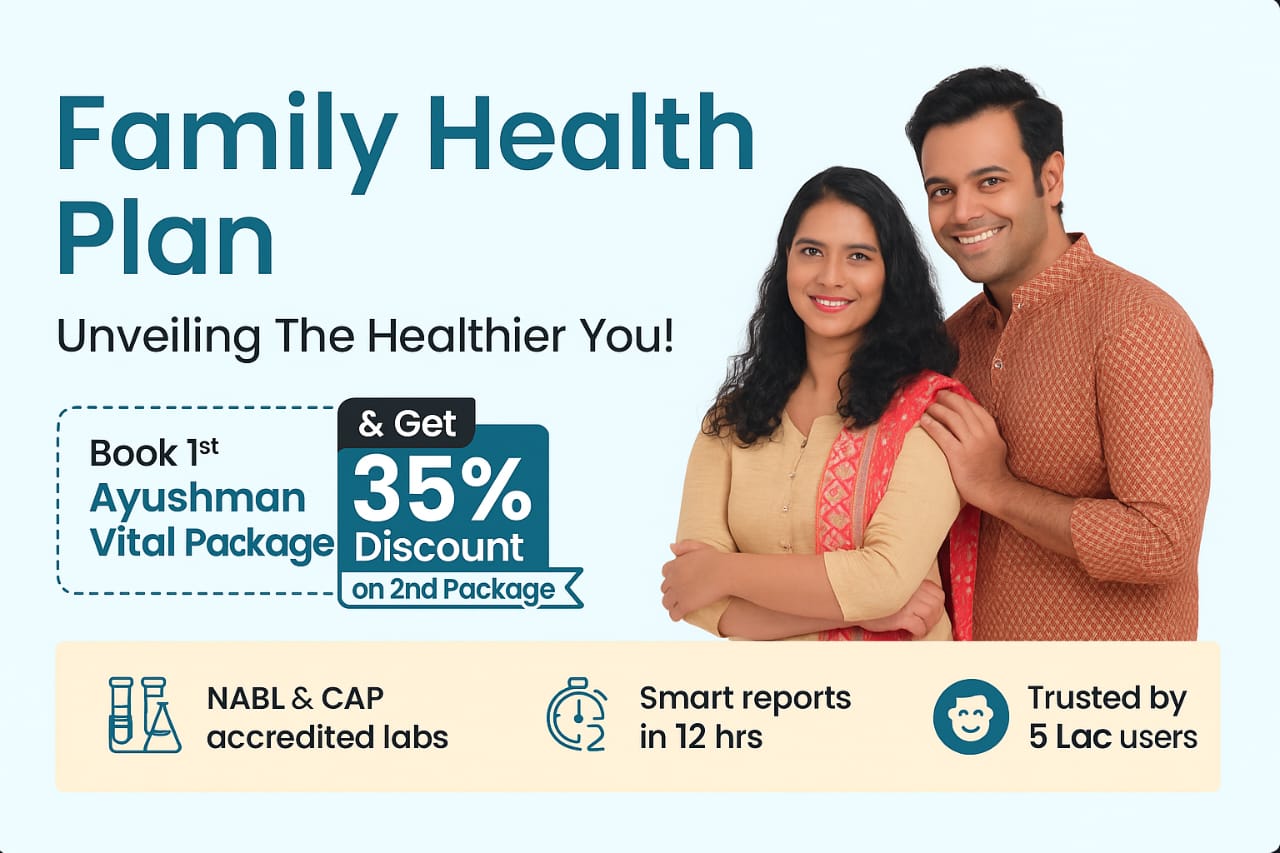 Family Health
Plan
Unveiling The Healthier You!
Book 1st
Ayushman
Vital Package
& Get
35%
Discount
on 2nd Package
NABL & CAP
accredited labs
2
Smart reports
in 12 hrs
Trusted by
5 Lac users